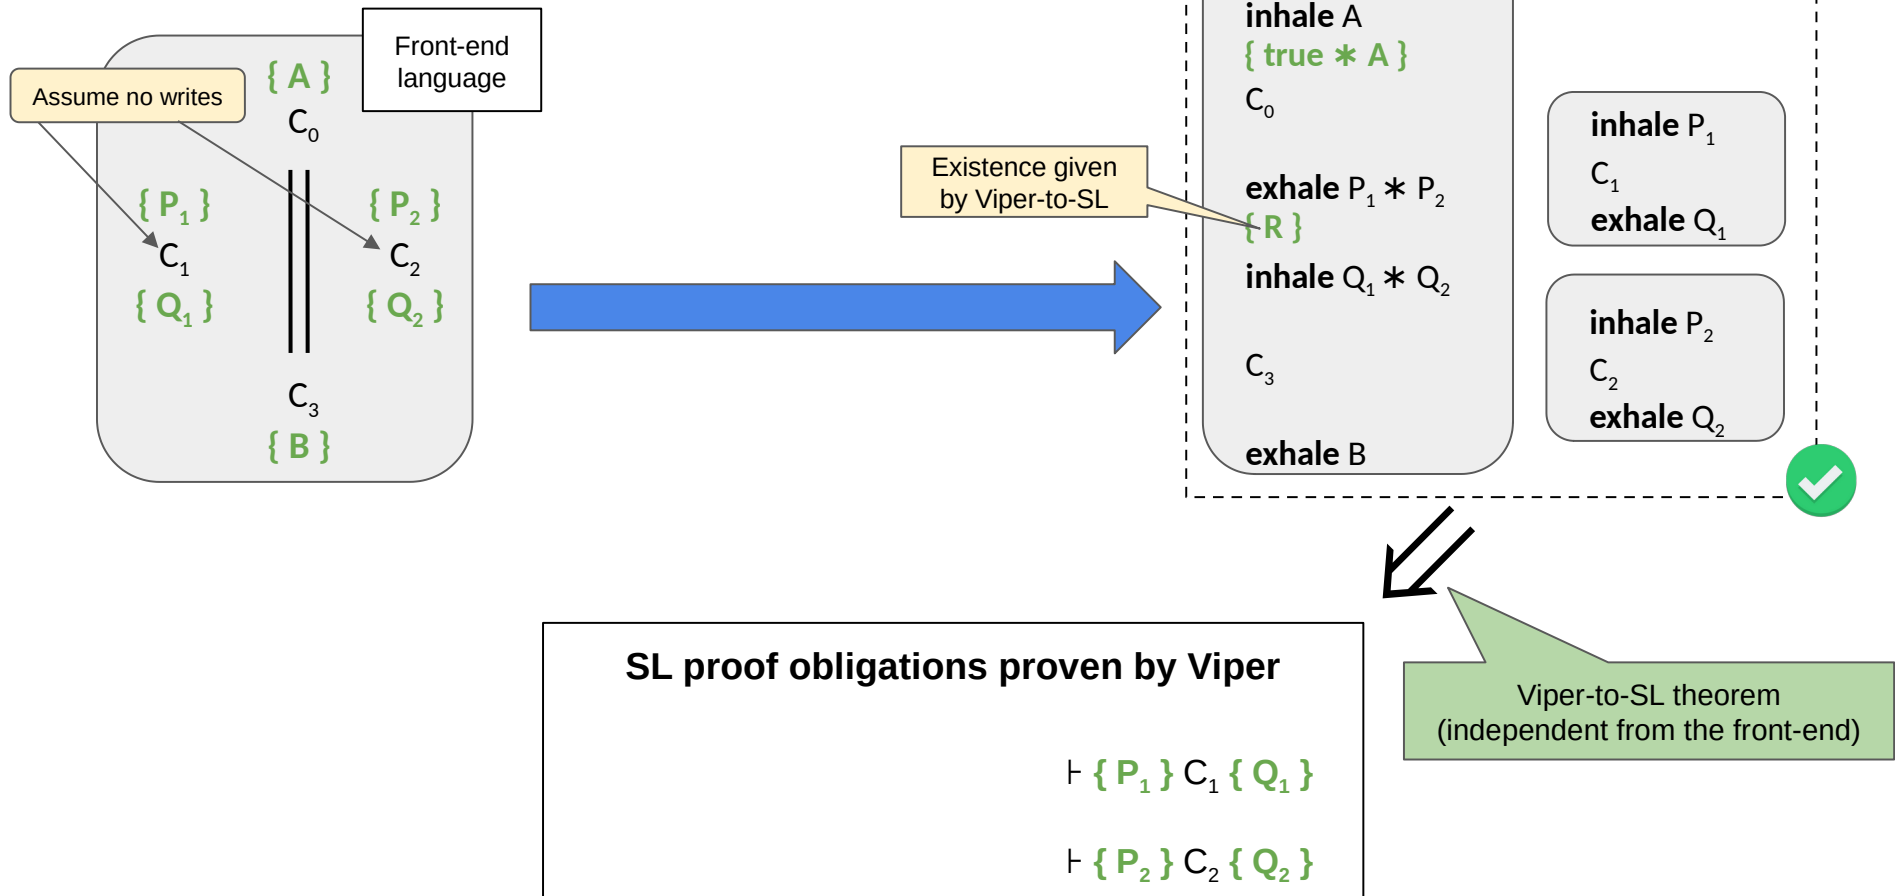 Front-end
language
{ A }
Assume no writes
C₀
{ P₁ }
{ P₂ }
C₁
C₂
{ Q₁ }
{ Q₂ }
C₃
{ B }
Existence given
by Viper-to-SL
inhale A
{ true ∗ A }
C₀
exhale P₁ ∗ P₂
{ R }
inhale Q₁ ∗ Q₂
C₃
exhale B
inhale P₁
C₁
exhale Q₁
inhale P₂
C₂
exhale Q₂
SL proof obligations proven by Viper
⊦ { P₁ } C₁ { Q₁ }
⊦ { P₂ } C₂ { Q₂ }
Viper-to-SL theorem
(independent from the front-end)